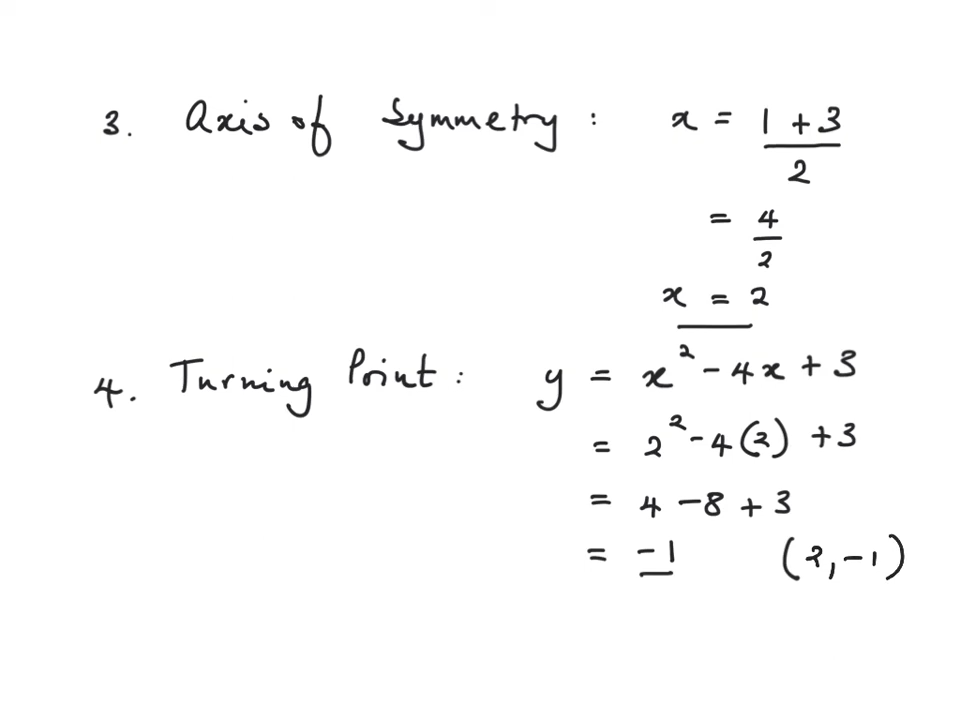 3. Axis of Symmetry : x = 1 + 3 / 2
= 4 / 2
x = 2
4. Turning Point : y = x² - 4x + 3
= 2² - 4(2) + 3
= 4 - 8 + 3
= -1 (2, -1)